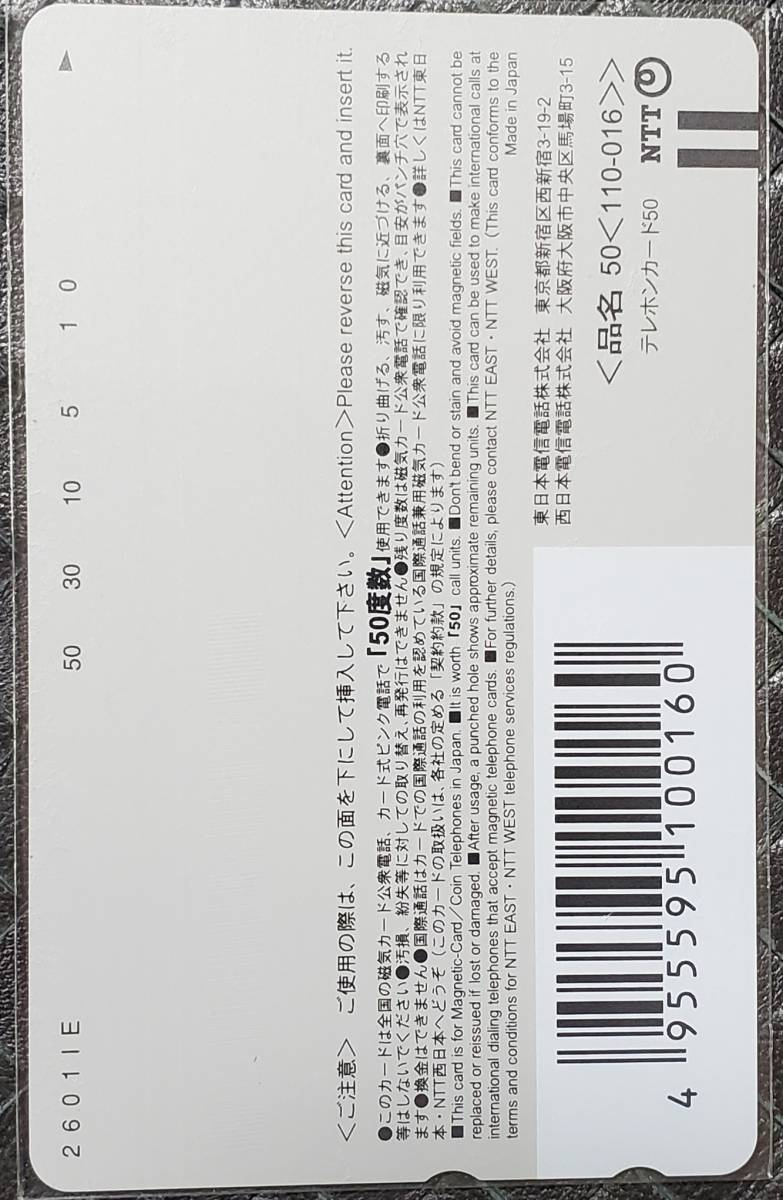 26011E 50 30 10 5 1 0
＜ご注意＞ ご使用の際は、この面を下にして挿入して下さい。＜Attention＞Please reverse this card and insert it.
●このカードは全国の磁気カード公衆電話、カード式ピンク電話で「50度数」使用できます●折り曲げる、汚す、磁気に近づける、裏面へ印刷する
等はしないでください●汚損、紛失等に対しての取り替え、再発行はできません●残り度数は磁気カード公衆電話で確認でき、目安がパンチ穴で表示され
ます●換金はできません●国際通話はカードでの国際通話の利用を認めている国際通話兼用磁気カード公衆電話に限り利用できます●詳しくはNTT東日
本・NTT西日本へどうぞ（このカードの取扱いは、各社の定める「契約約款」の規定によります）
■This card is for Magnetic-Card／Coin Telephones in Japan. ■It is worth「50」call units. ■Don't bend or stain and avoid magnetic fields. ■This card cannot be
replaced or reissued if lost or damaged. ■After usage, a punched hole shows approximate remaining units. ■This card can be used to make international calls at
international dialing telephones that accept magnetic telephone cards. ■For further details, please contact NTT EAST・NTT WEST. (This card conforms to the
terms and conditions for NTT EAST・NTT WEST telephone services regulations.) Made in Japan
東日本電信電話株式会社 東京都新宿区西新宿3-19-2
西日本電信電話株式会社 大阪府大阪市中央区馬場町3-15
＜品名 50＜110-016＞＞
テレホンカード50 NTT
4 955595 100160